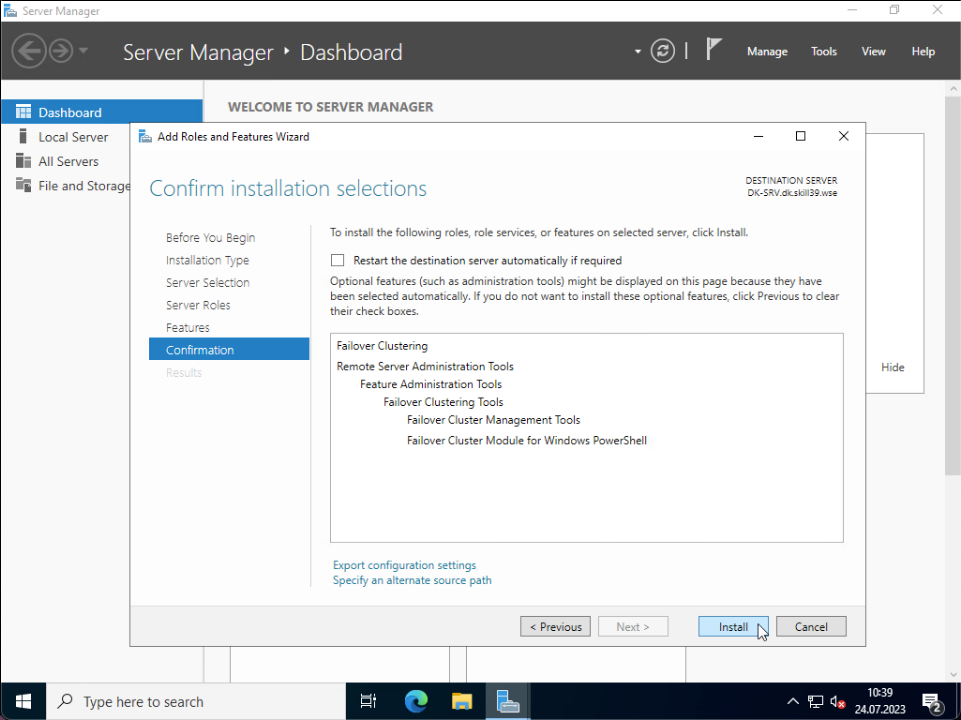 Server Manager
Server Manager ‣ Dashboard
Manage Tools View Help
Dashboard
Local Server
All Servers
File and Storage
WELCOME TO SERVER MANAGER
Add Roles and Features Wizard
Confirm installation selections
DESTINATION SERVER
DK-SRV.dk.skill39.wse
Before You Begin
Installation Type
Server Selection
Server Roles
Features
Confirmation
Results
To install the following roles, role services, or features on selected server, click Install.
Restart the destination server automatically if required
Optional features (such as administration tools) might be displayed on this page because they have
been selected automatically. If you do not want to install these optional features, click Previous to clear
their check boxes.
Failover Clustering
Remote Server Administration Tools
Feature Administration Tools
Failover Clustering Tools
Failover Cluster Management Tools
Failover Cluster Module for Windows PowerShell
Export configuration settings
Specify an alternate source path
< Previous Next > Install Cancel
Hide
Type here to search
10:39
24.07.2023
2